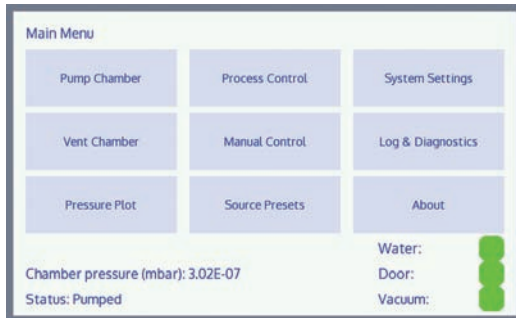 Main Menu
Pump Chamber Process Control System Settings
Vent Chamber Manual Control Log & Diagnostics
Pressure Plot Source Presets About
Water:
Chamber pressure (mbar): 3.02E-07 Door:
Status: Pumped Vacuum: